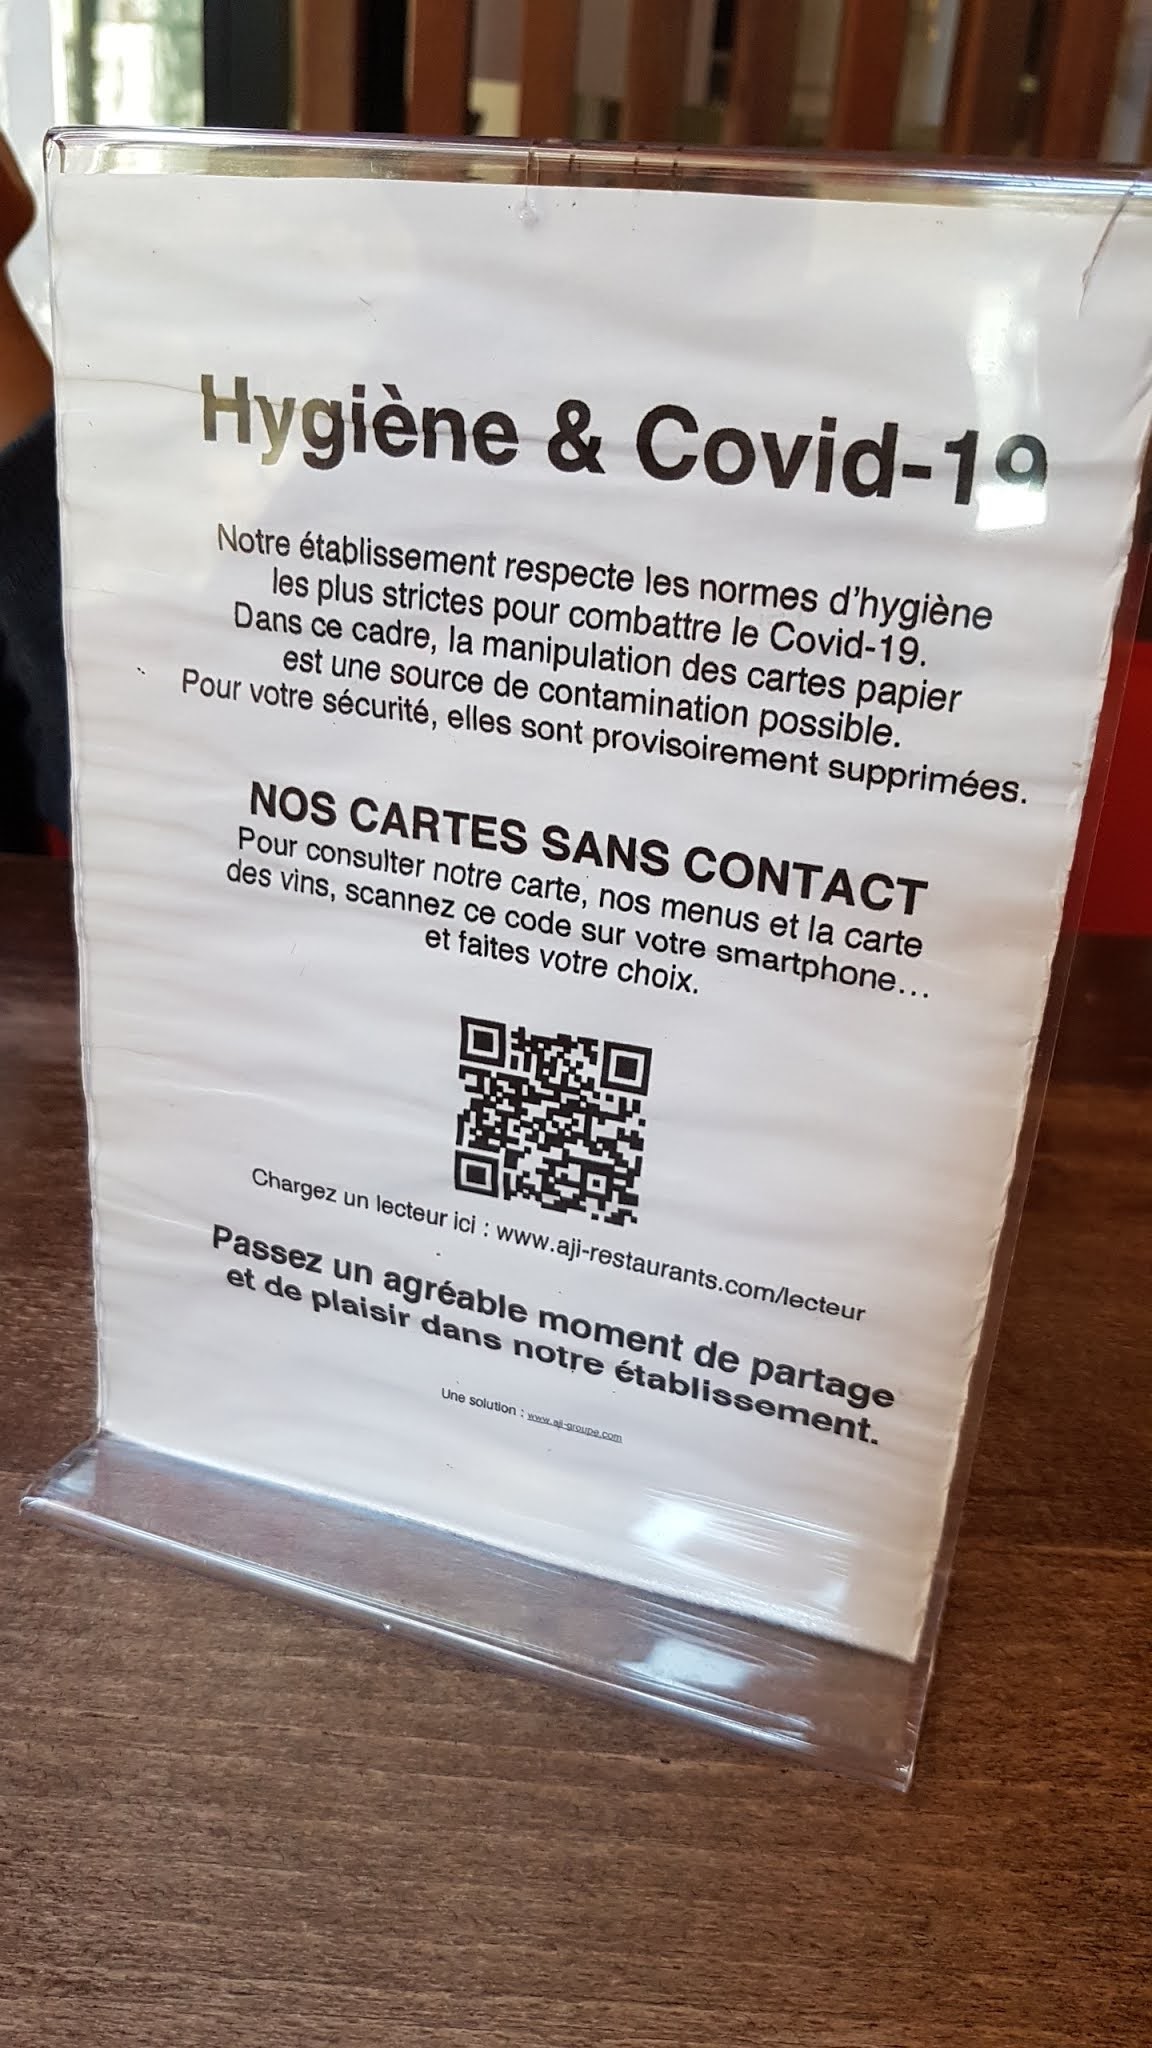 Hygiène & Covid-19
Notre établissement respecte les normes d'hygiène
les plus strictes pour combattre le Covid-19.
Dans ce cadre, la manipulation des cartes papier
est une source de contamination possible.
Pour votre sécurité, elles sont provisoirement supprimées.
NOS CARTES SANS CONTACT
Pour consulter notre carte, nos menus et la carte
des vins, scannez ce code sur votre smartphone...
et faites votre choix.
Chargez un lecteur ici : www.aji-restaurants.com/lecteur
Passez un agréable moment de partage
et de plaisir dans notre établissement.
Une solution : www.aji-groupe.com